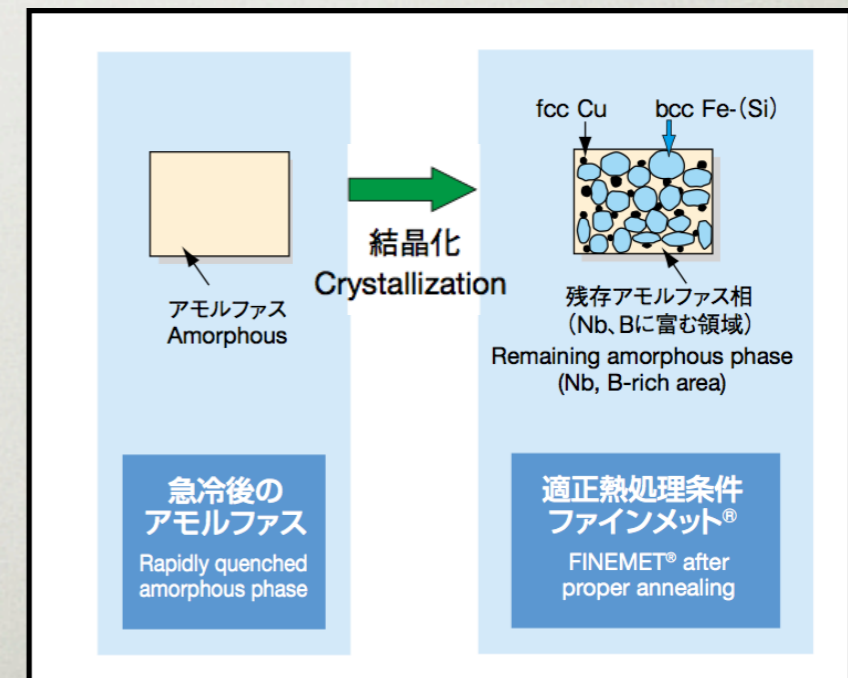 アモルファス
Amorphous
急冷後の
アモルファス
Rapidly quenched
amorphous phase
結晶化
Crystallization
fcc Cu
bcc Fe-(Si)
残存アモルファス相
(Nb、Bに富む領域)
Remaining amorphous phase
(Nb, B-rich area)
適正熱処理条件
ファインメット®
FINEMET® after
proper annealing